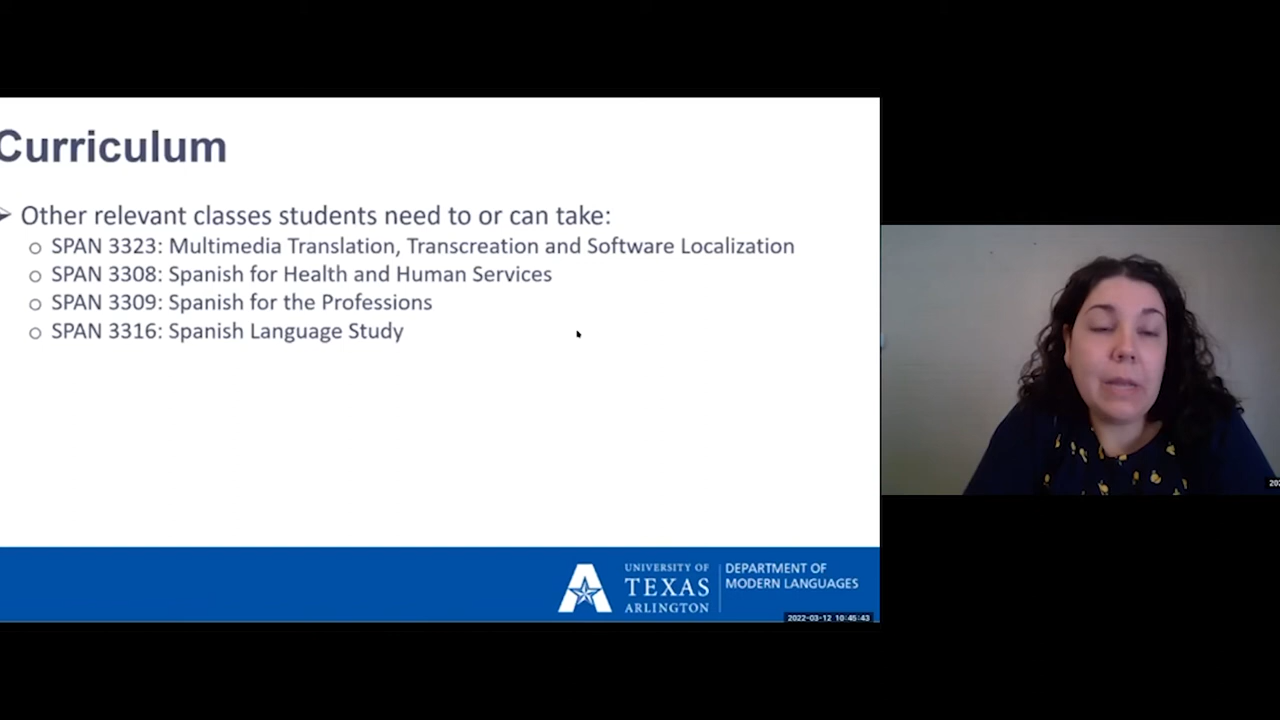 Curriculum
Other relevant classes students need to or can take:
SPAN 3323: Multimedia Translation, Transcreation and Software Localization
SPAN 3308: Spanish for Health and Human Services
SPAN 3309: Spanish for the Professions
SPAN 3316: Spanish Language Study
UNIVERSITY OF
TEXAS
ARLINGTON
DEPARTMENT OF
MODERN LANGUAGES
2022-03-12 10:45:43